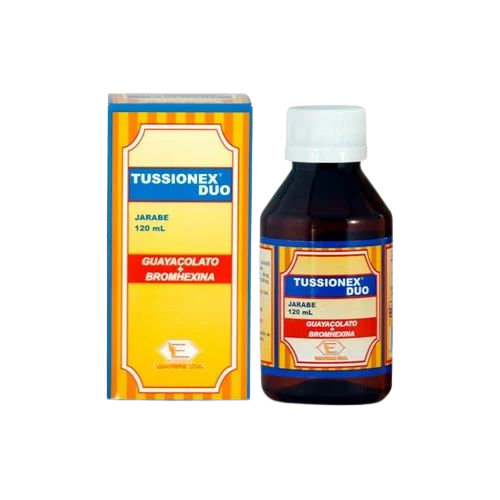 TUSSIONEX®
DUO
JARABE
120 mL
GUAYACOLATO
+
BROMHEXINA
E
TUSSIONEX®
DUO
JARABE
120 mL
GUAYACOLATO
+
BROMHEXINA
E